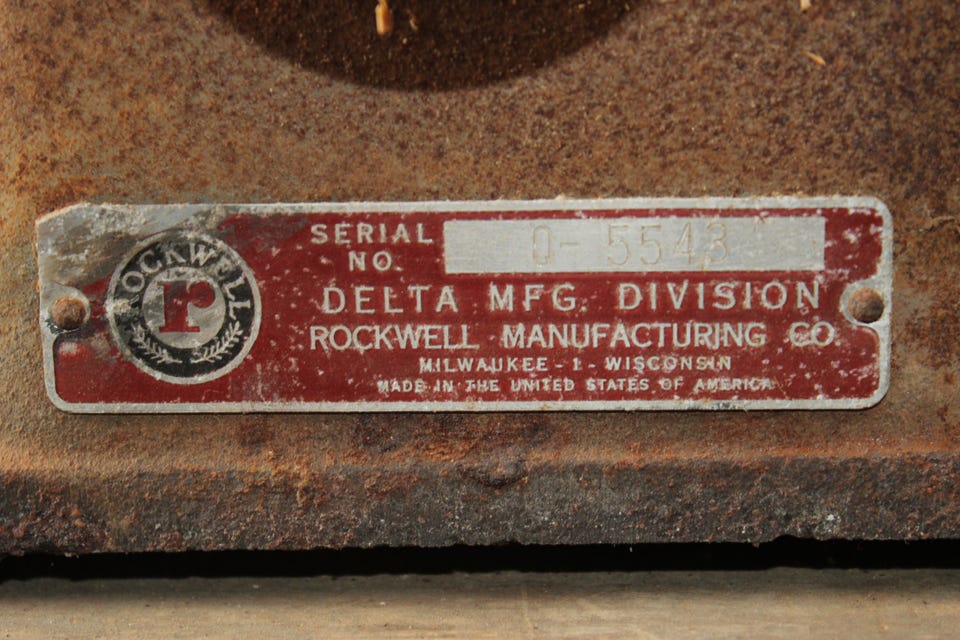 ROCKWELL
r
SERIAL NO. 0-5543
DELTA MFG. DIVISION
ROCKWELL MANUFACTURING CO.
MILWAUKEE - 1 - WISCONSIN
MADE IN THE UNITED STATES OF AMERICA